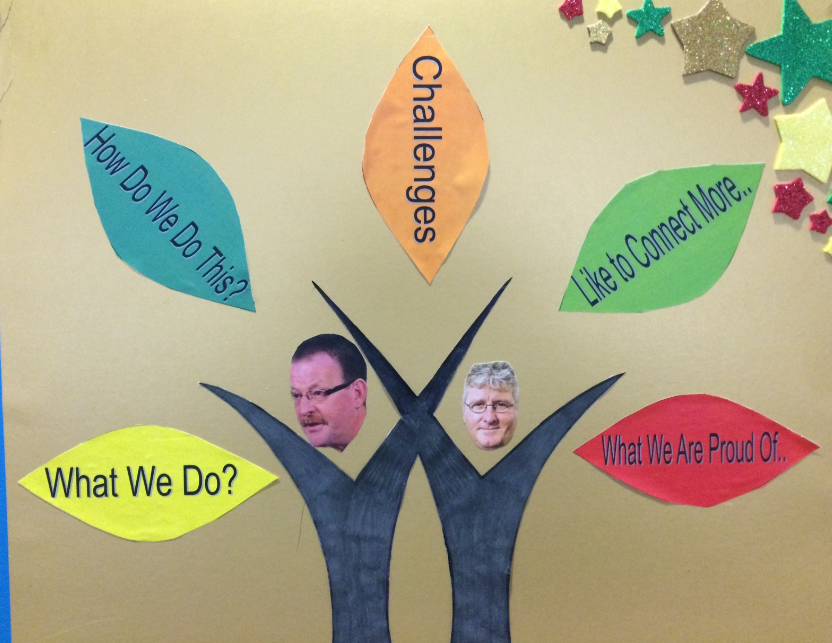 Challenges
How Do We Do This?
Like to Connect More..
What We Do?
What We Are Proud Of..